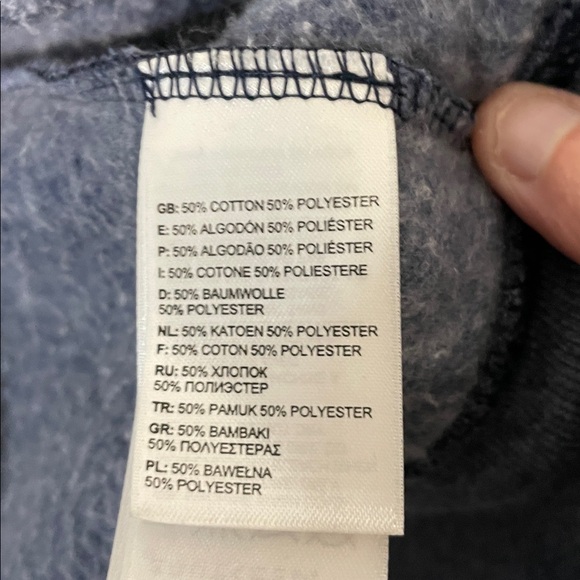 GB: 50% COTTON 50% POLYESTER
E: 50% ALGODÓN 50% POLIÉSTER
P: 50% ALGODÃO 50% POLIÉSTER
I: 50% COTONE 50% POLIESTERE
D: 50% BAUMWOLLE
50% POLYESTER
NL: 50% KATOEN 50% POLYESTER
F: 50% COTON 50% POLYESTER
RU: 50% ХЛОПОК
50% ПОЛИЭСТЕР
TR: 50% PAMUK 50% POLYESTER
GR: 50% ΒΑΜΒΑΚΙ
50% ΠΟΛΥΕΣΤΕΡΑΣ
PL: 50% BAWEŁNA
50% POLYESTER